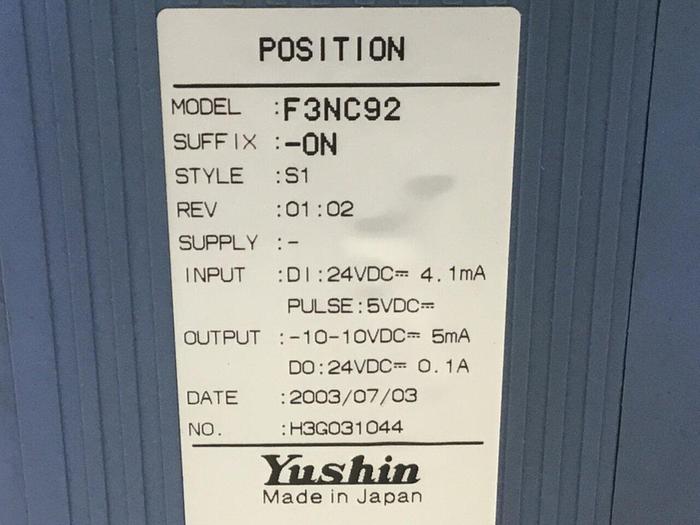 POSITION
MODEL :F3NC92
SUFFIX :-0N
STYLE :S1
REV :01:02
SUPPLY :-
INPUT :DI:24VDC⎓ 4.1mA
PULSE:5VDC⎓
OUTPUT :-10-10VDC⎓ 5mA
DO:24VDC⎓ 0.1A
DATE :2003/07/03
NO. :H3G031044
Yushin
Made in Japan